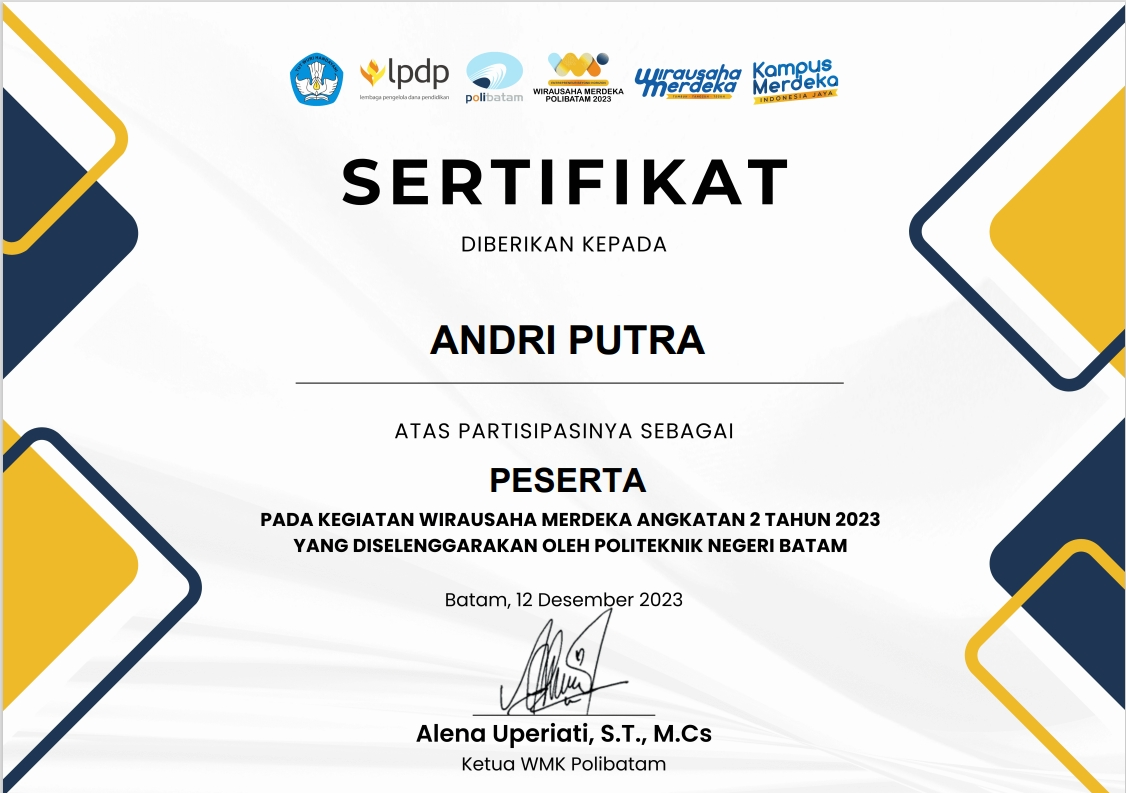 lpdp
lembaga pengelola dana pendidikan
polibatam
WIRAUSAHA MERDEKA
POLIBATAM 2023
Wirausaha
Merdeka
Kampus
Merdeka
INDONESIA JAYA
SERTIFIKAT
DIBERIKAN KEPADA
ANDRI PUTRA
ATAS PARTISIPASINYA SEBAGAI
PESERTA
PADA KEGIATAN WIRAUSAHA MERDEKA ANGKATAN 2 TAHUN 2023
YANG DISELENGGARAKAN OLEH POLITEKNIK NEGERI BATAM
Batam, 12 Desember 2023
Alena Uperiati, S.T., M.Cs
Ketua WMK Polibatam